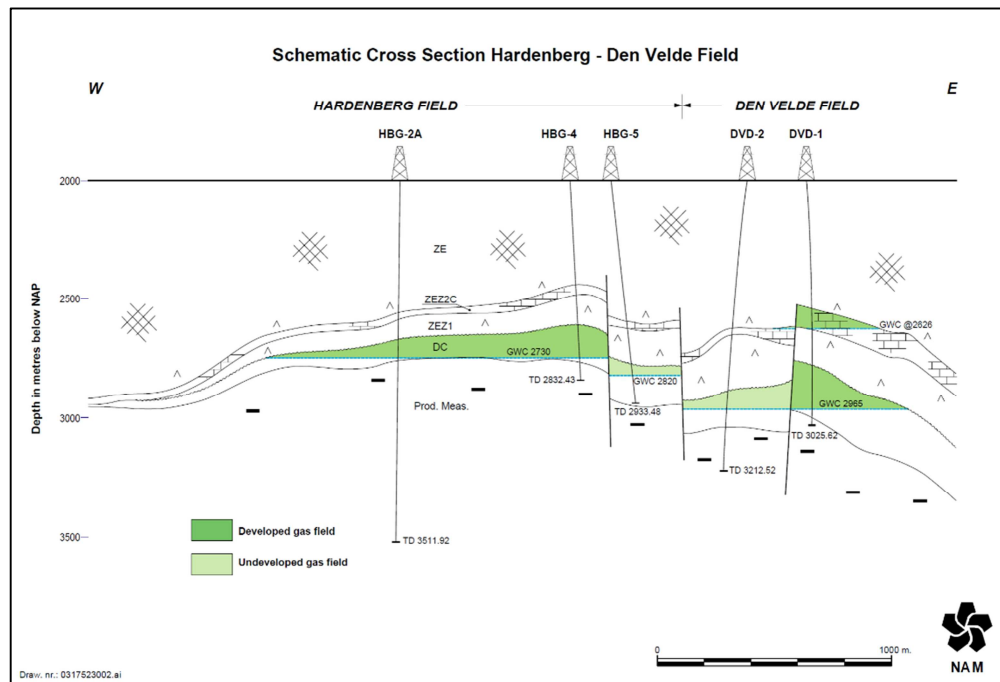 Schematic Cross Section Hardenberg - Den Velde Field
W
E
HARDENBERG FIELD
DEN VELDE FIELD
HBG-2A
HBG-4
HBG-5
DVD-2
DVD-1
2000
ZE
2500
ZEZ2C
ZEZ1
GWC @2626
DC
GWC 2730
GWC 2820
TD 2832.43
Prod. Meas.
TD 2933.48
GWC 2965
3000
TD 3025.62
TD 3212.52
Depth in metres below NAP
Developed gas field
3500
TD 3511.92
Undeveloped gas field
0
1000 m.
NAM
Draw. nr.: 0317523002.ai